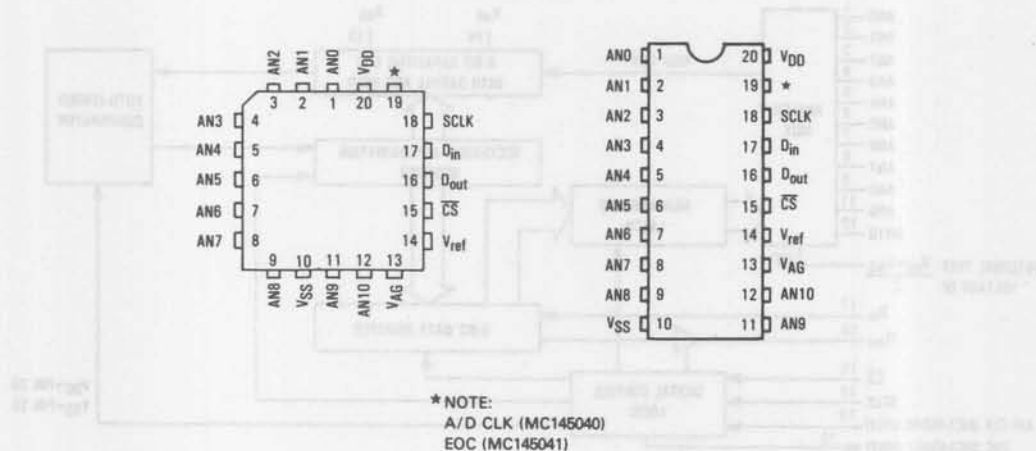 AN2 AN1 AN0 VDD *
3 2 1 20 19
AN3 4 18 SCLK
AN4 5 17 Din
AN5 6 16 Dout
AN6 7 15 C̅S̅
AN7 8 14 Vref
9 10 11 12 13
AN8 VSS AN9 AN10 VAG
AN0 1 20 VDD
AN1 2 19 *
AN2 3 18 SCLK
AN3 4 17 Din
AN4 5 16 Dout
AN5 6 15 C̅S̅
AN6 7 14 Vref
AN7 8 13 VAG
AN8 9 12 AN10
VSS 10 11 AN9
* NOTE:
A/D CLK (MC145040)
EOC (MC145041)